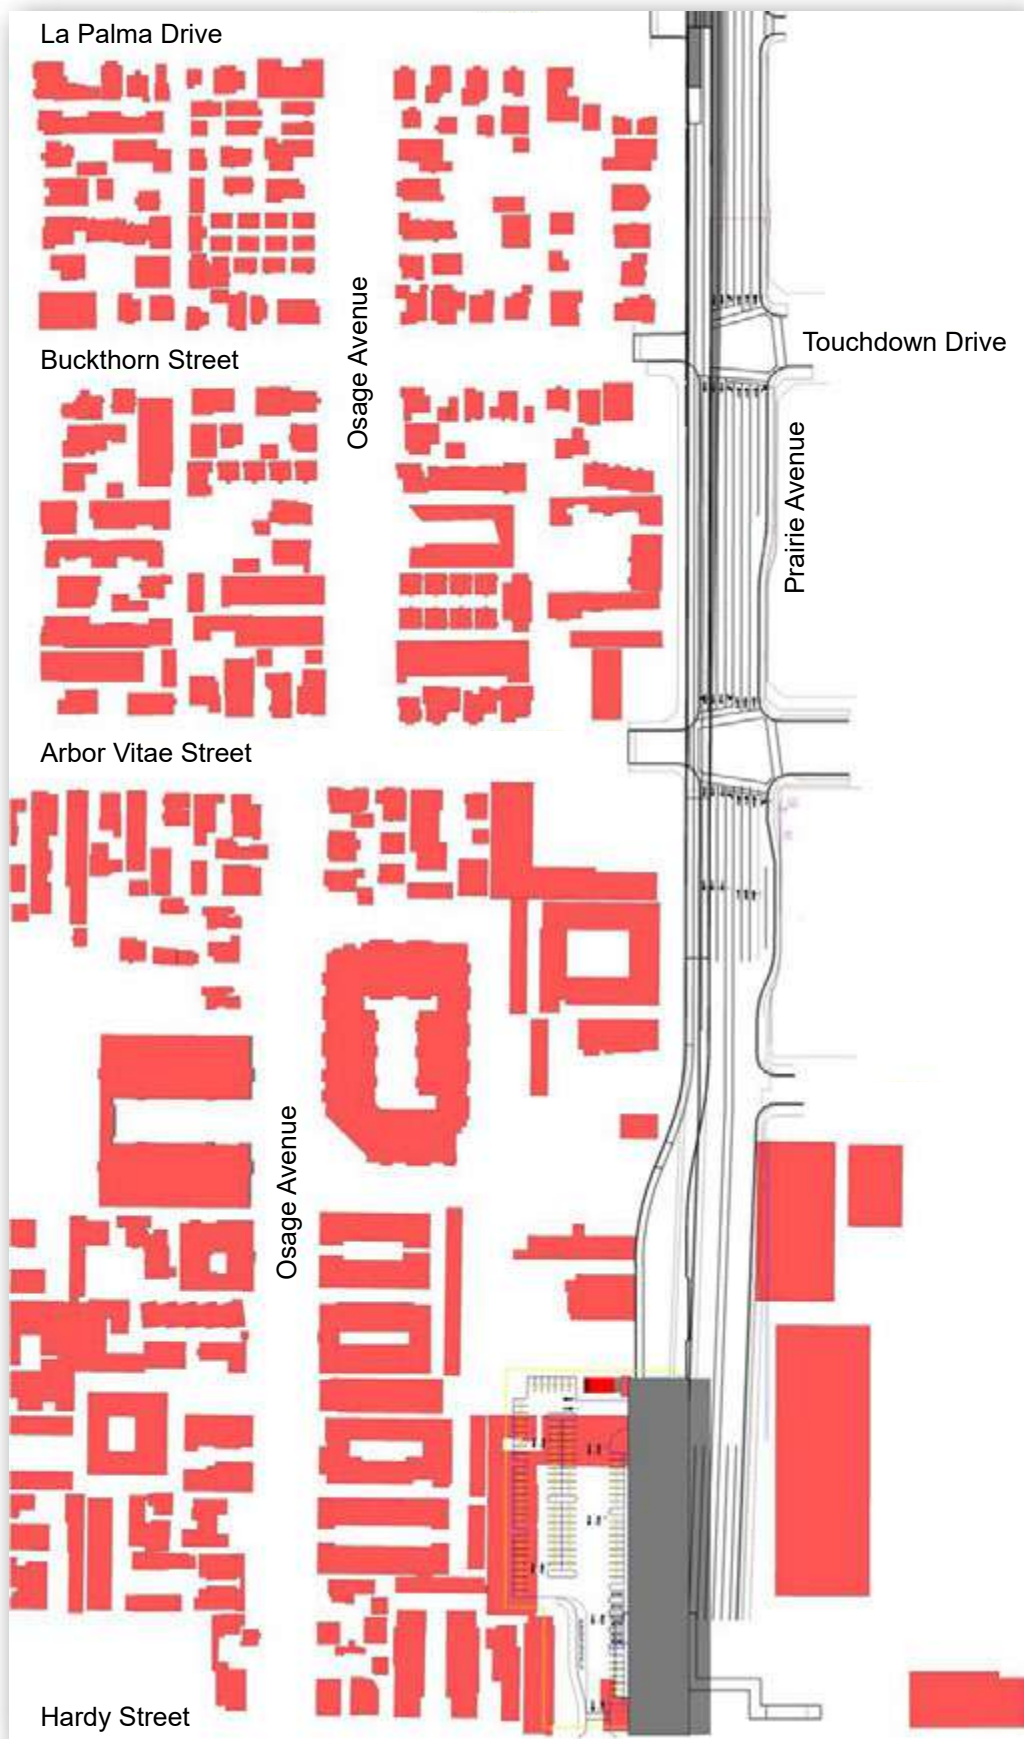 La Palma Drive
Osage Avenue
Buckthorn Street
Touchdown Drive
Prairie Avenue
Arbor Vitae Street
Osage Avenue
Hardy Street